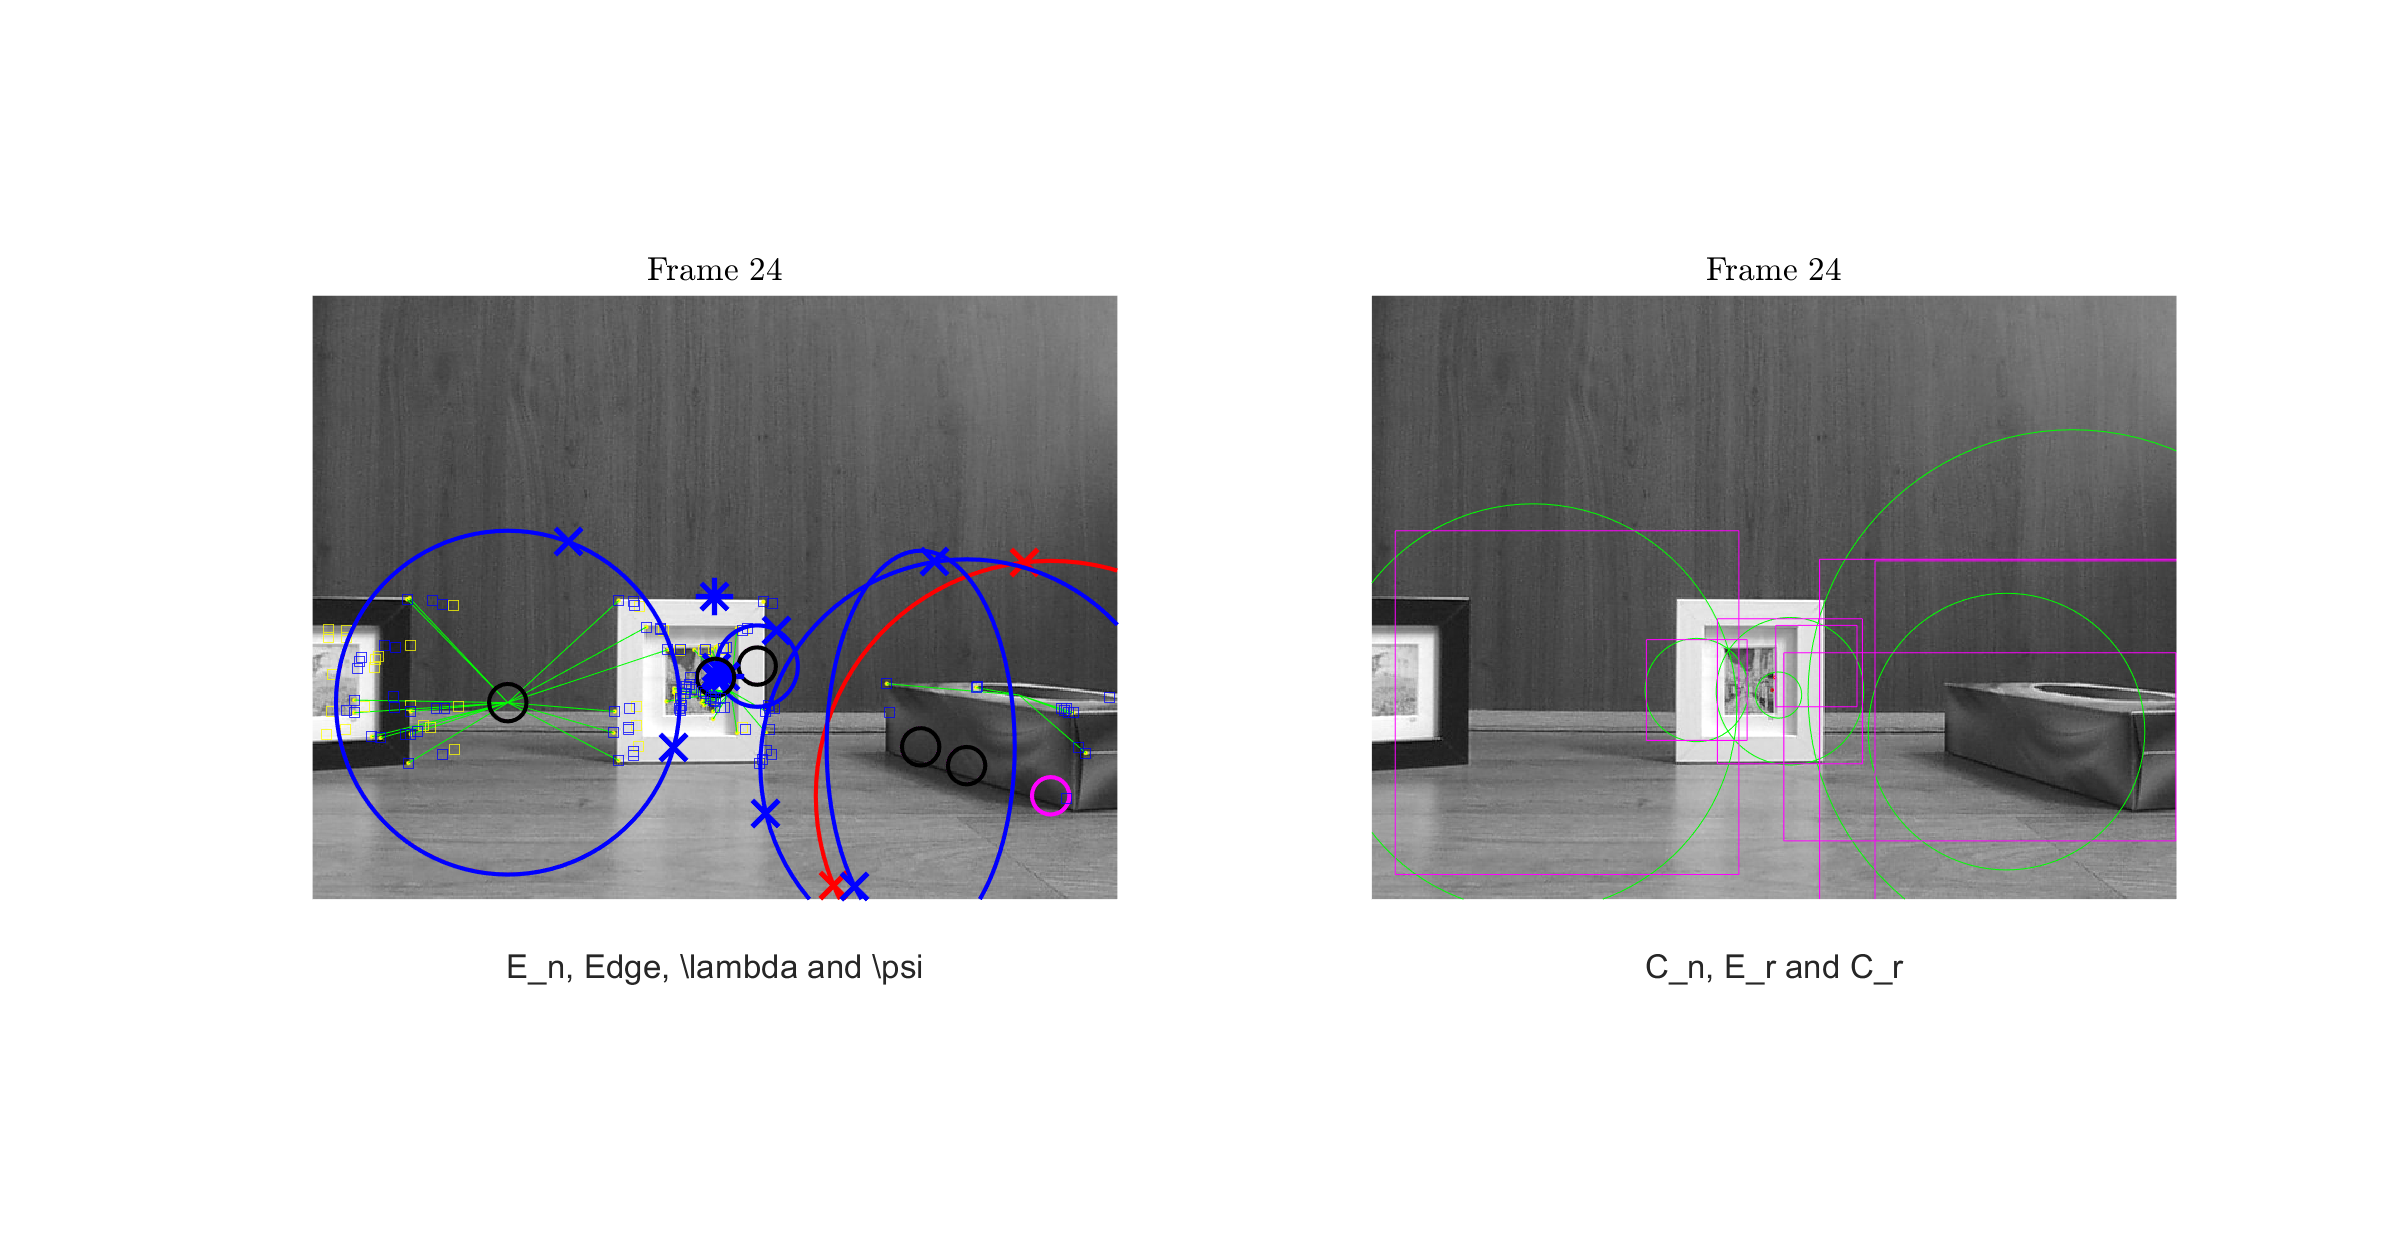 Frame 24
Frame 24
E_n, Edge, \lambda and \psi
C_n, E_r and C_r